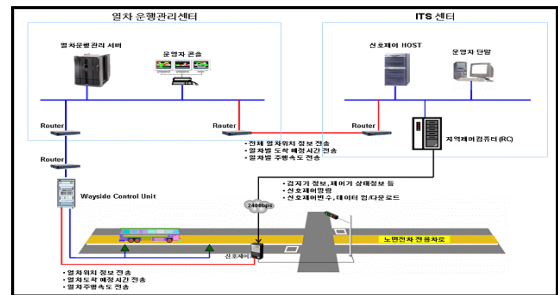 열차 운행관리센터
ITS 센터
열차운행관리 서버
운영자 콘솔
신호제어 HOST
운영자 단말
Router
Router
Router
지역제어컴퓨터(RC)
• 전체 열차위치 정보 전송
• 열차별 도착 예정시간 전송
• 열차별 주행속도 전송
Router
Wayside Control Unit
• 검지기 정보, 제어기 상태정보 등
• 신호제어명령
• 신호제어변수, 데이터 업/다운로드
2400bps
노면전차 전용차로
신호제어기
• 열차위치 정보 전송
• 열차도착 예정시간 전송
• 열차주행속도 전송